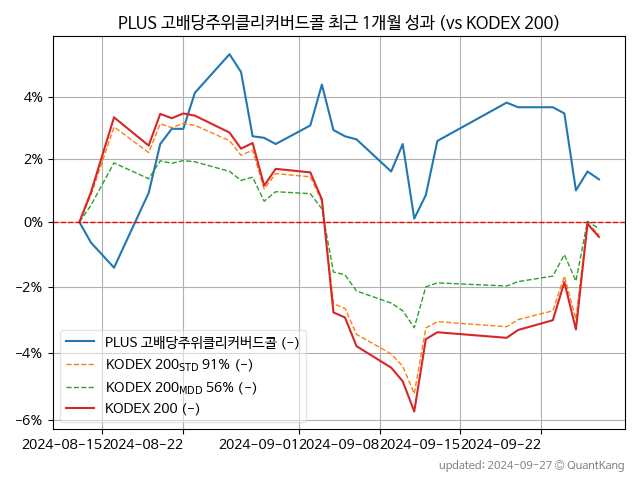 PLUS 고배당주위클리커버드콜 최근 1개월 성과 (vs KODEX 200)
4%
2%
0%
−2%
−4%
−6%
PLUS 고배당주위클리커버드콜 (-)
KODEX 200STD 91% (-)
KODEX 200MDD 56% (-)
KODEX 200 (-)
2024-08-15 2024-08-22 2024-09-01 2024-09-08 2024-09-15 2024-09-22
updated: 2024-09-27 © QuantKang